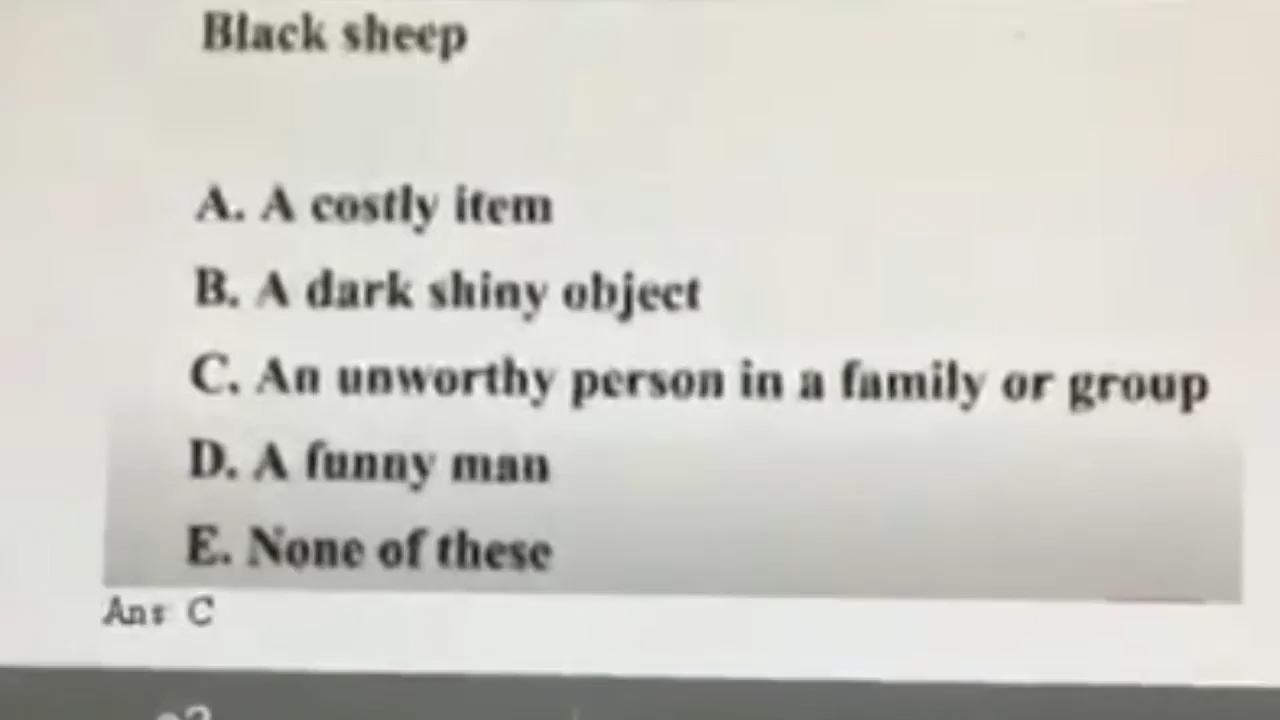 Black sheep
A. A costly item
B. A dark shiny object
C. An unworthy person in a family or group
D. A funny man
E. None of these
Ans C